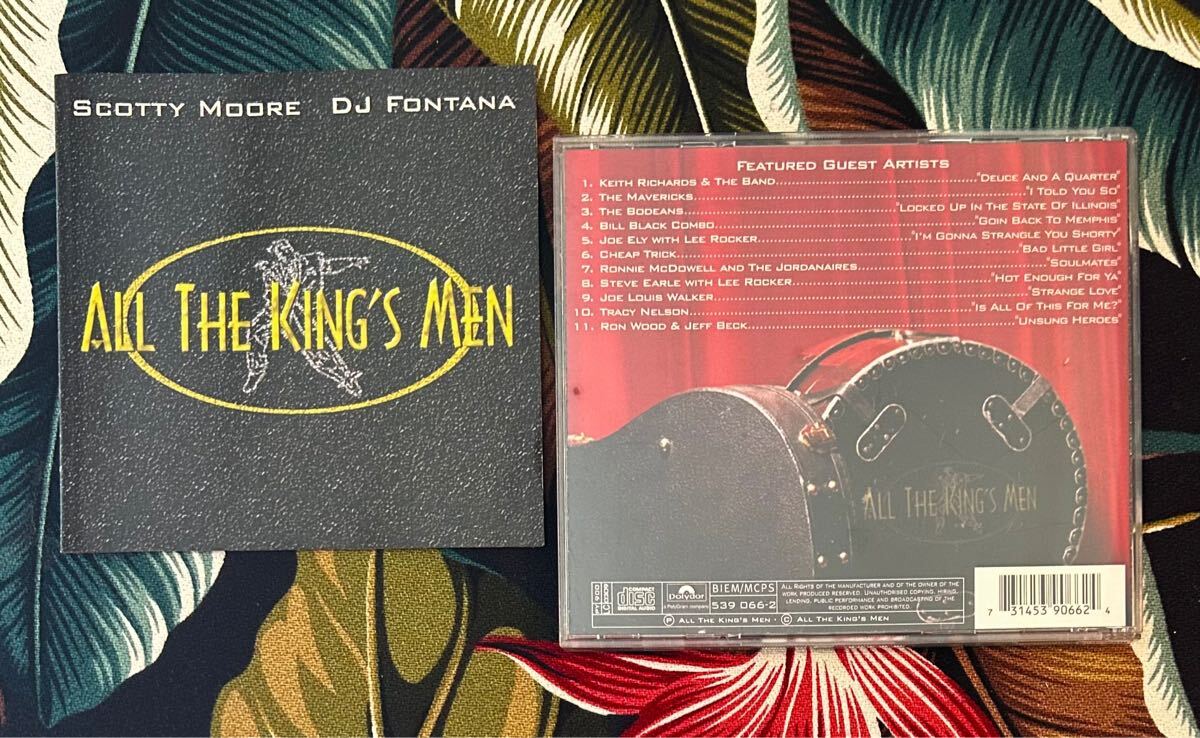 SCOTTY MOORE DJ FONTANA
ALL THE KING'S MEN
FEATURED GUEST ARTISTS
1. KEITH RICHARDS & THE BAND..."DEUCE AND A QUARTER"
2. THE MAVERICKS..."I TOLD YOU SO"
3. THE BODEANS..."LOCKED UP IN THE STATE OF ILLINOIS"
4. BILL BLACK COMBO..."GOIN BACK TO MEMPHIS"
5. JOE ELY WITH LEE ROCKER..."I'M GONNA STRANGLE YOU SHORTY"
6. CHEAP TRICK..."BAD LITTLE GIRL"
7. RONNIE MCDOWELL AND THE JORDANAIRES..."SOULMATES"
8. STEVE EARLE WITH LEE ROCKER..."HOT ENOUGH FOR YA"
9. JOE LOUIS WALKER..."STRANGE LOVE"
10. TRACY NELSON..."IS ALL OF THIS FOR ME?"
11. RON WOOD & JEFF BECK..."UNSUNG HEROES"
ALL THE KING'S MEN
COMPACT
disc
DIGITAL AUDIO
Polydor
a PolyGram company
BIEM/MCPS
539 066-2
ALL RIGHTS OF THE MANUFACTURER AND OF THE OWNER OF THE
WORK PRODUCED RESERVED. UNAUTHORISED COPYING, HIRING,
LENDING, PUBLIC PERFORMANCE AND BROADCASTING OF THE
RECORDED WORK PROHIBITED.
℗ ALL THE KING'S MEN · © ALL THE KING'S MEN
7 31453 90662 4